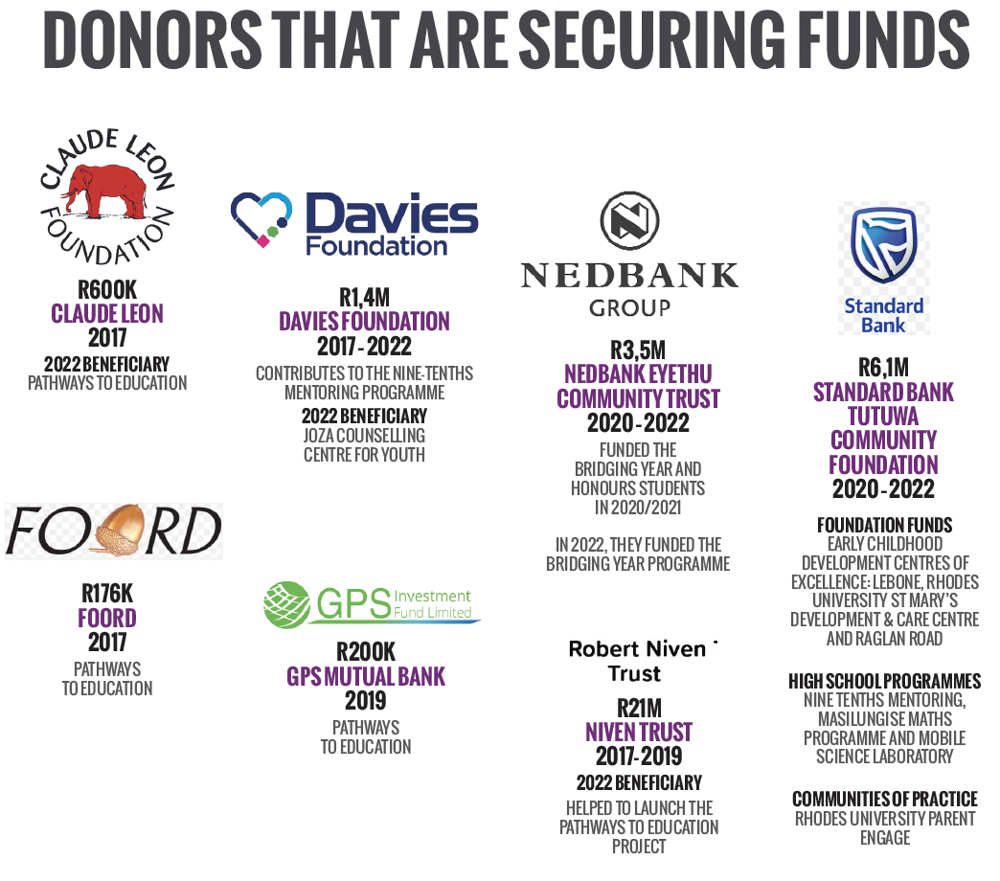 DONORS THAT ARE SECURING FUNDS
CLAUDE LEON
FOUNDATION
R600K
CLAUDE LEON
2017
2022 BENEFICIARY
PATHWAYS TO EDUCATION
Davies
Foundation
R1,4M
DAVIES FOUNDATION
2017 - 2022
CONTRIBUTES TO THE NINE-TENTHS
MENTORING PROGRAMME
2022 BENEFICIARY
JOZA COUNSELLING
CENTRE FOR YOUTH
NEDBANK
GROUP
R3,5M
NEDBANK EYETHU
COMMUNITY TRUST
2020 - 2022
FUNDED THE
BRIDGING YEAR AND
HONOURS STUDENTS
IN 2020/2021
IN 2022, THEY FUNDED THE
BRIDGING YEAR PROGRAMME
Standard
Bank
R6,1M
STANDARD BANK
TUTUWA
COMMUNITY
FOUNDATION
2020 - 2022
FOUNDATION FUNDS
EARLY CHILDHOOD
DEVELOPMENT CENTRES OF
EXCELLENCE: LEBONE, RHODES
UNIVERSITY ST MARY'S
DEVELOPMENT & CARE CENTRE
AND RAGLAN ROAD
HIGH SCHOOL PROGRAMMES
NINE TENTHS MENTORING,
MASILUNGISE MATHS
PROGRAMME AND MOBILE
SCIENCE LABORATORY
COMMUNITIES OF PRACTICE
RHODES UNIVERSITY PARENT
ENGAGE
FOORD
R176K
FOORD
2017
PATHWAYS
TO EDUCATION
GPS Investment
Fund Limited
R200K
GPS MUTUAL BANK
2019
PATHWAYS
TO EDUCATION
Robert Niven
Trust
R21M
NIVEN TRUST
2017- 2019
2022 BENEFICIARY
HELPED TO LAUNCH THE
PATHWAYS TO EDUCATION
PROJECT